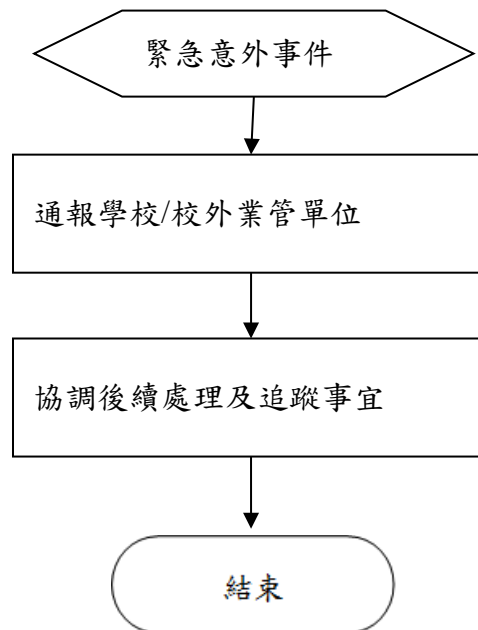 緊急意外事件
通報學校/校外業管單位
協調後續處理及追蹤事宜
結束